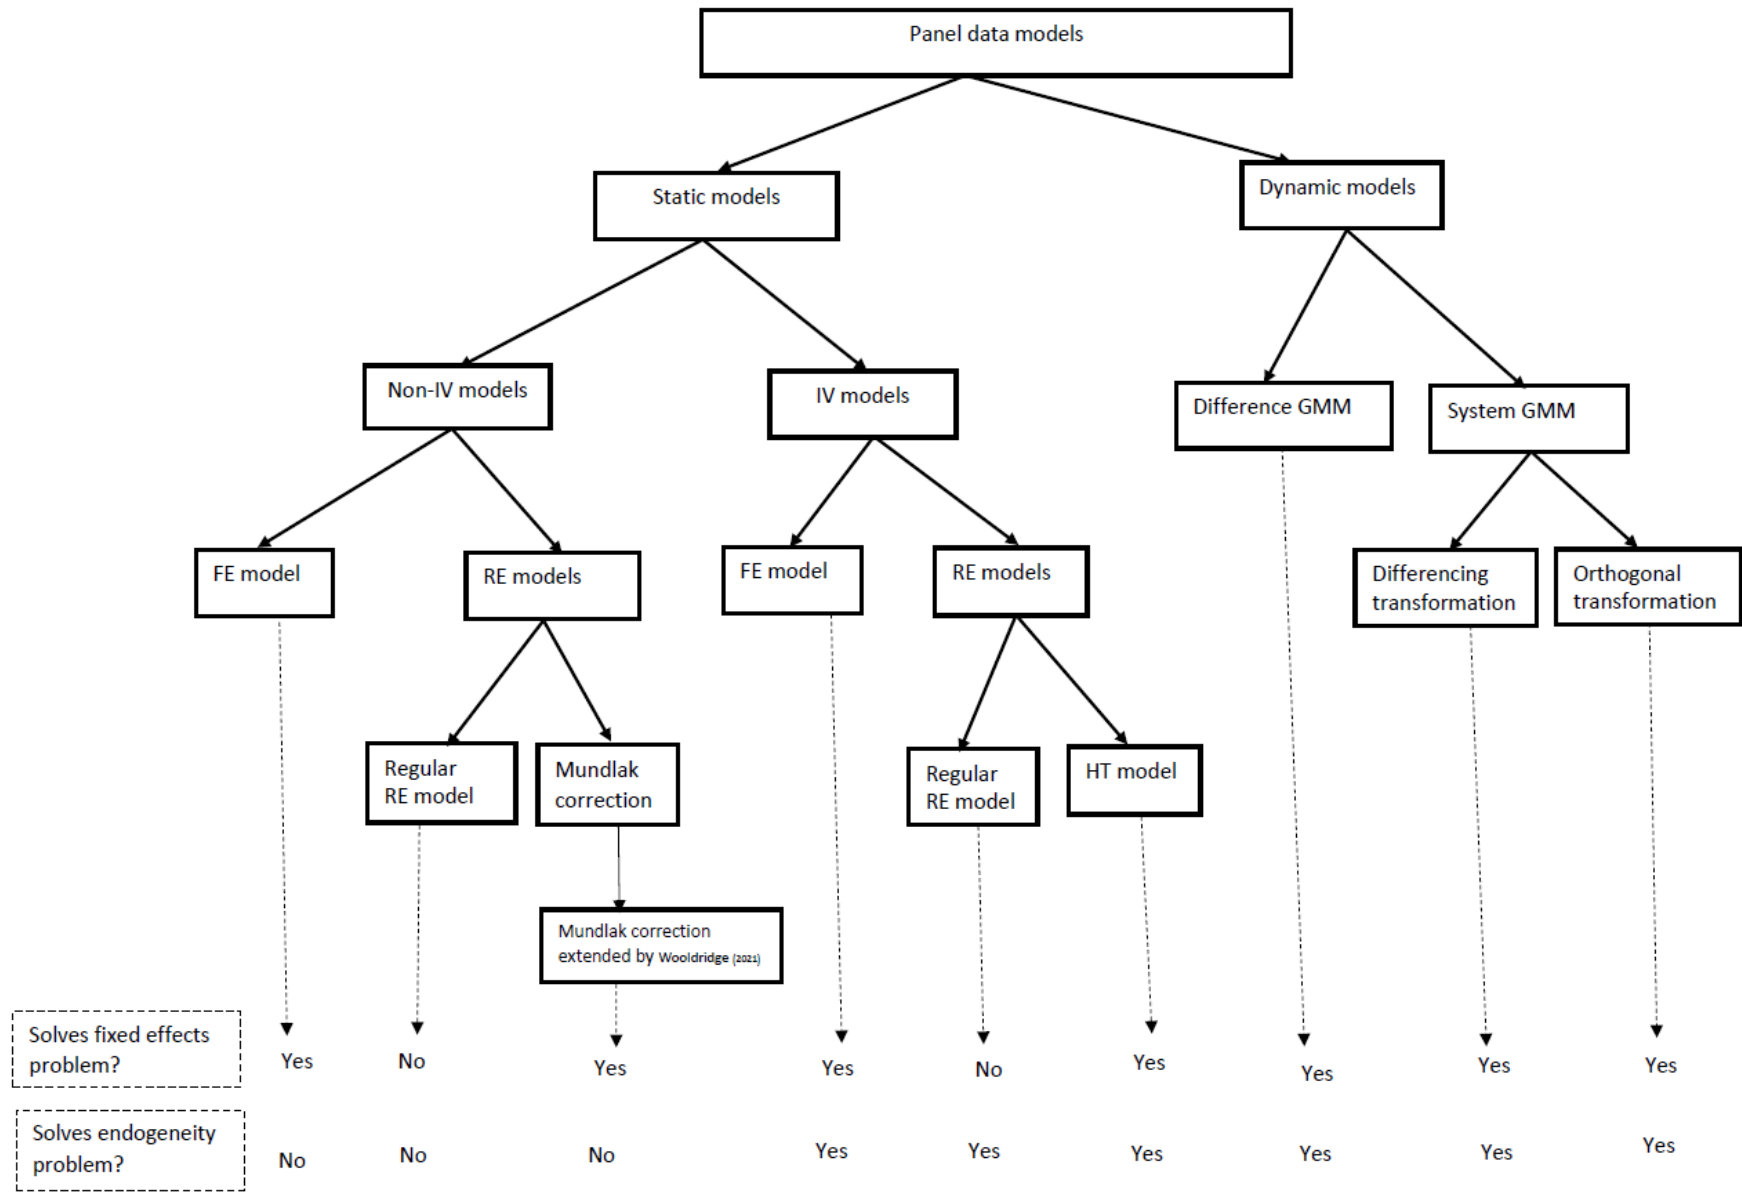 Panel data models
Static models
Dynamic models
Non-IV models
IV models
Difference GMM
System GMM
FE model
RE models
FE model
RE models
Differencing
transformation
Orthogonal
transformation
Regular
RE model
Mundlak
correction
Regular
RE model
HT model
Mundlak correction
extended by Wooldridge (2021)
Solves fixed effects
problem?
Yes No Yes Yes No Yes Yes Yes Yes
Solves endogeneity
problem?
No No No Yes Yes Yes Yes Yes Yes